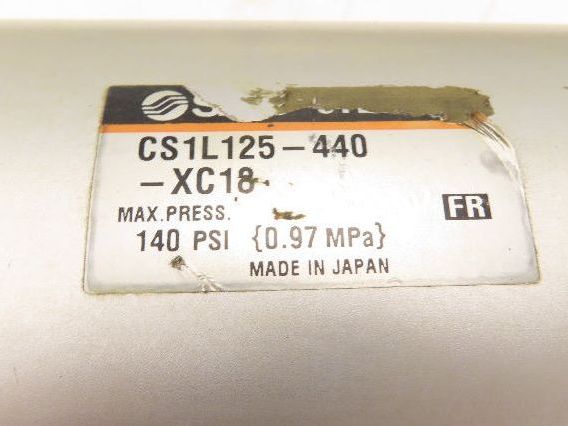 CS1L125-440
-XC18
MAX.PRESS.
FR
140 PSI {0.97 MPa}
MADE IN JAPAN